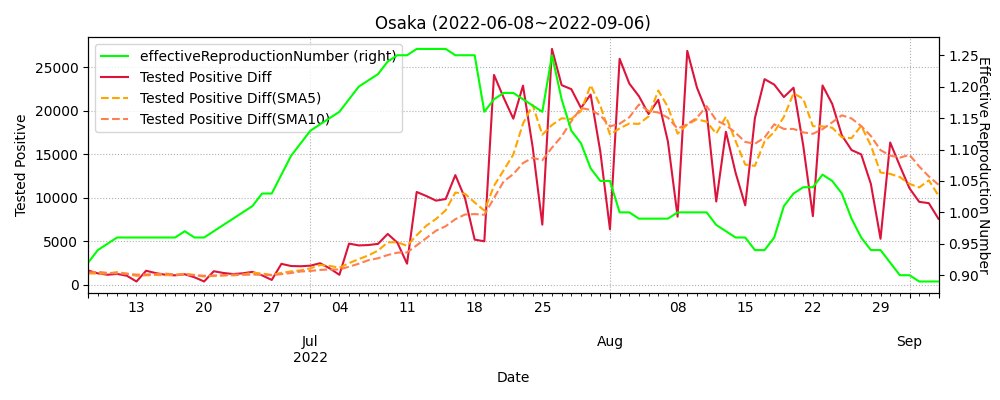 Osaka (2022-06-08~2022-09-06)
effectiveReproductionNumber (right)
Tested Positive Diff
Tested Positive Diff(SMA5)
Tested Positive Diff(SMA10)
Tested Positive
25000
20000
15000
10000
5000
0
Effective Reproduction Number
1.25
1.20
1.15
1.10
1.05
1.00
0.95
0.90
13 20 27 04 11 18 25 08 15 22 29
Jul Aug Sep
2022
Date